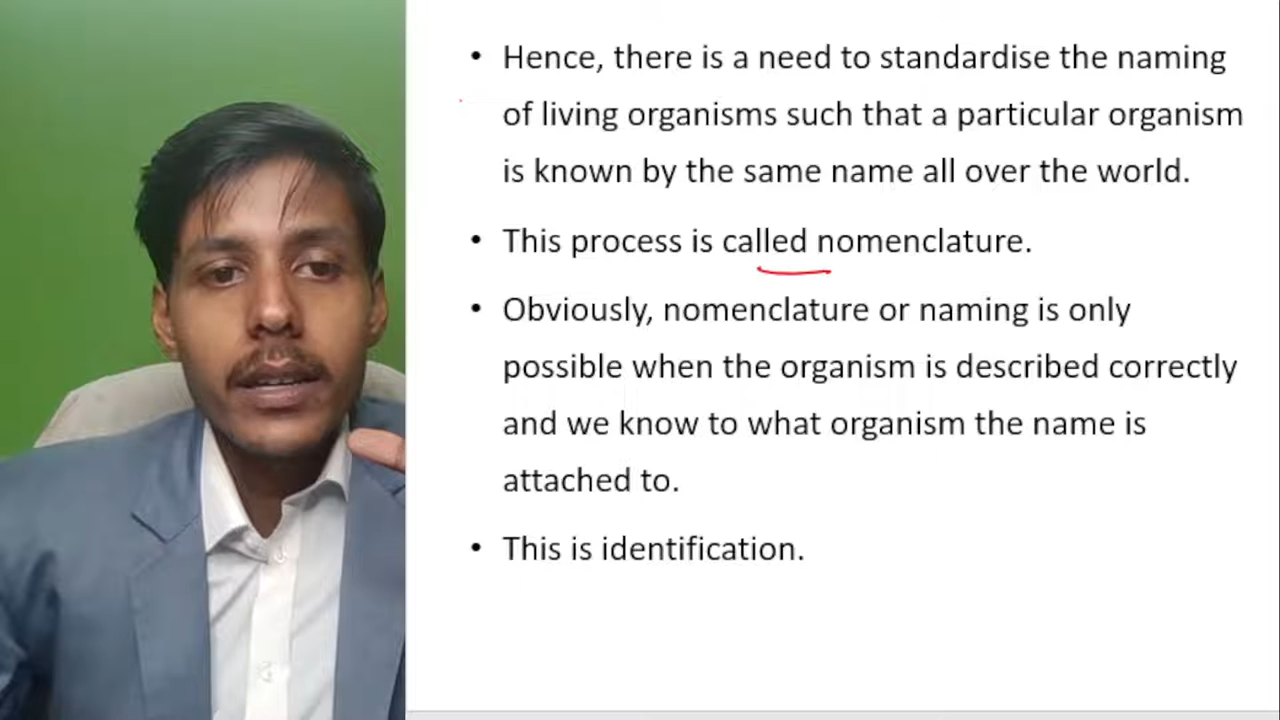 • Hence, there is a need to standardise the naming
of living organisms such that a particular organism
is known by the same name all over the world.
• This process is called nomenclature.
• Obviously, nomenclature or naming is only
possible when the organism is described correctly
and we know to what organism the name is
attached to.
• This is identification.